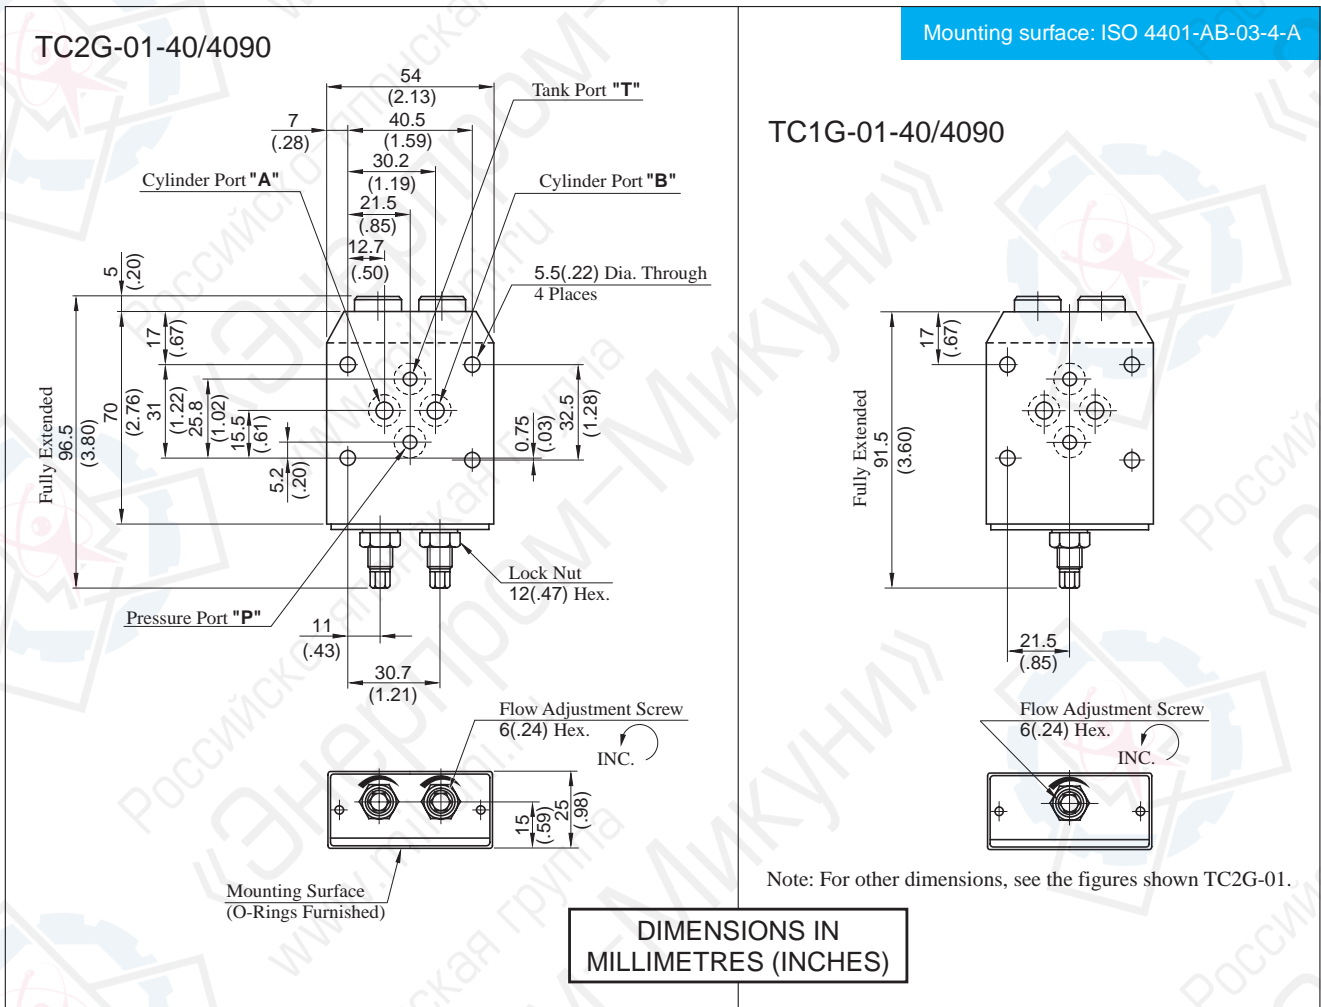 TC2G-01-40/4090
Mounting surface: ISO 4401-AB-03-4-A
TC1G-01-40/4090
54
(2.13)
Tank Port "T"
7
(.28)
40.5
(1.59)
30.2
(1.19)
Cylinder Port "A"
Cylinder Port "B"
21.5
(.85)
12.7
(.50)
5.5(.22) Dia. Through
4 Places
5
(.20)
17
(.67)
Fully Extended
96.5
(3.80)
70
(2.76)
31
(1.22)
25.8
(1.02)
15.5
(.61)
5.2
(.20)
0.75
(.03)
32.5
(1.28)
Lock Nut
12(.47) Hex.
Pressure Port "P"
11
(.43)
30.7
(1.21)
Flow Adjustment Screw
6(.24) Hex.
INC.
15
(.59)
25
(.98)
Mounting Surface
(O-Rings Furnished)
17
(.67)
Fully Extended
91.5
(3.60)
21.5
(.85)
Flow Adjustment Screw
6(.24) Hex.
INC.
Note: For other dimensions, see the figures shown TC2G-01.
DIMENSIONS IN
MILLIMETRES (INCHES)
Российская группа
«Энерпром-Микуни»